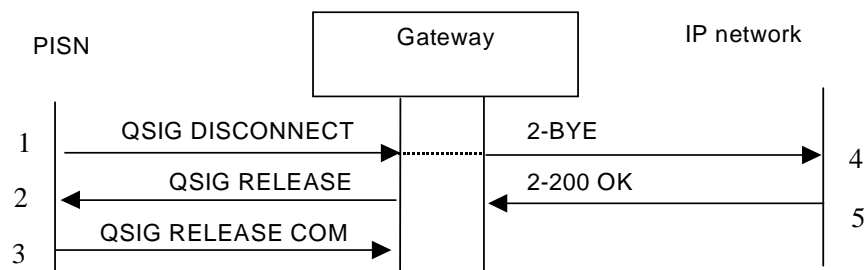 PISN
Gateway
IP network
1 QSIG DISCONNECT 2-BYE 4
2 QSIG RELEASE 2-200 OK 5
3 QSIG RELEASE COM